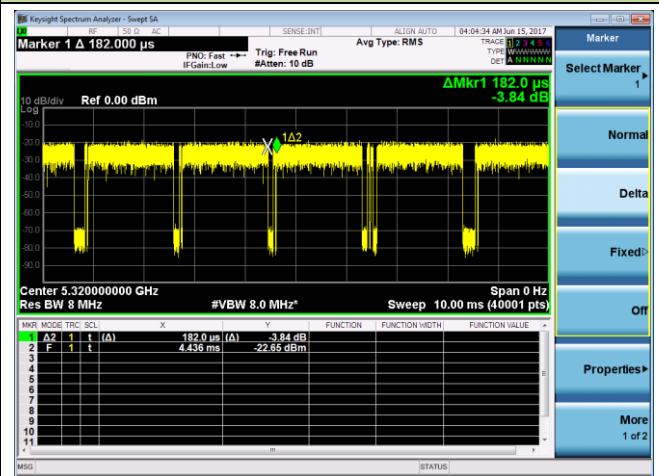 Keysight Spectrum Analyzer - Swept SA
RF 50 Ω AC SENSE:INT ALIGN AUTO 04:04:34 AM Jun 15, 2017
Marker 1 Δ 182.000 µs
PNO: Fast
IFGain:Low
Trig: Free Run
#Atten: 10 dB
Avg Type: RMS
TRACE 1 2 3 4 5 6
TYPE WWWWWW
DET A N N N N N
ΔMkr1 182.0 µs
-3.84 dB
10 dB/div Ref 0.00 dBm
Log
-10.0
-20.0
-30.0
-40.0
-50.0
-60.0
-70.0
-80.0
-90.0
X
1Δ2
Center 5.320000000 GHz Span 0 Hz
Res BW 8 MHz #VBW 8.0 MHz* Sweep 10.00 ms (40001 pts)
MKR MODE TRC SCL X Y FUNCTION FUNCTION WIDTH FUNCTION VALUE
1 Δ2 1 t (Δ) 182.0 µs (Δ) -3.84 dB
2 F 1 t 4.436 ms -22.65 dBm
3
4
5
6
7
8
9
10
11
MSG STATUS
Marker
Select Marker
1
Normal
Delta
Fixed
Off
Properties
More
1 of 2